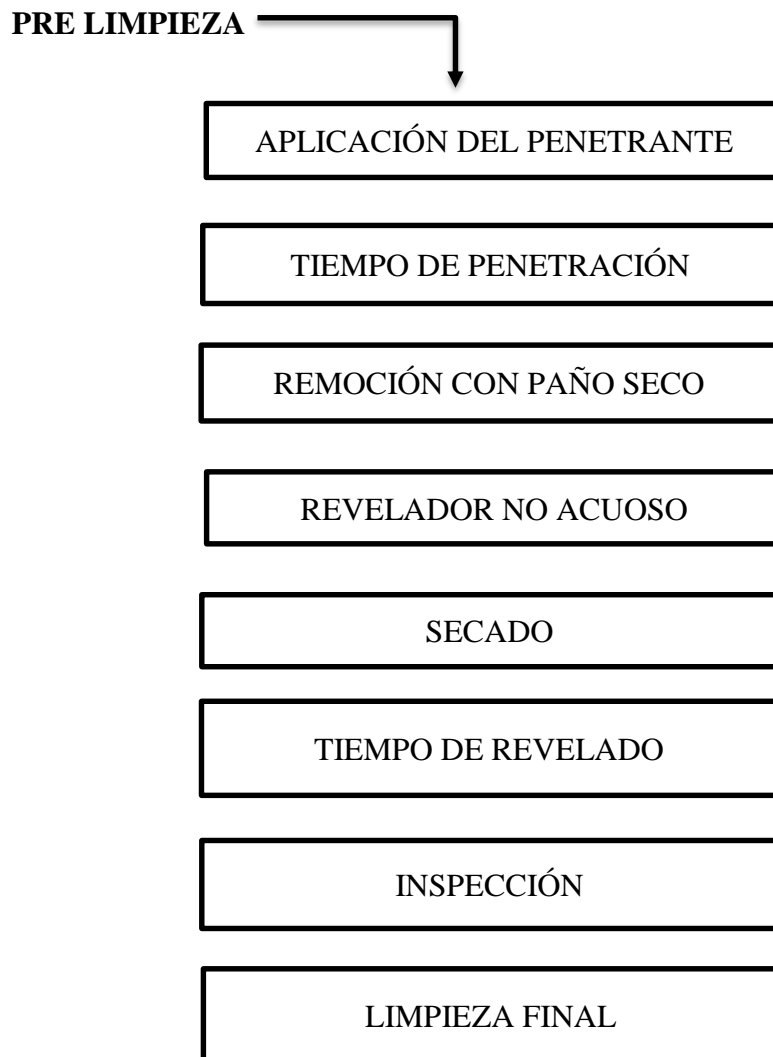 PRE LIMPIEZA
APLICACIÓN DEL PENETRANTE
TIEMPO DE PENETRACIÓN
REMOCIÓN CON PAÑO SECO
REVELADOR NO ACUOSO
SECADO
TIEMPO DE REVELADO
INSPECCIÓN
LIMPIEZA FINAL